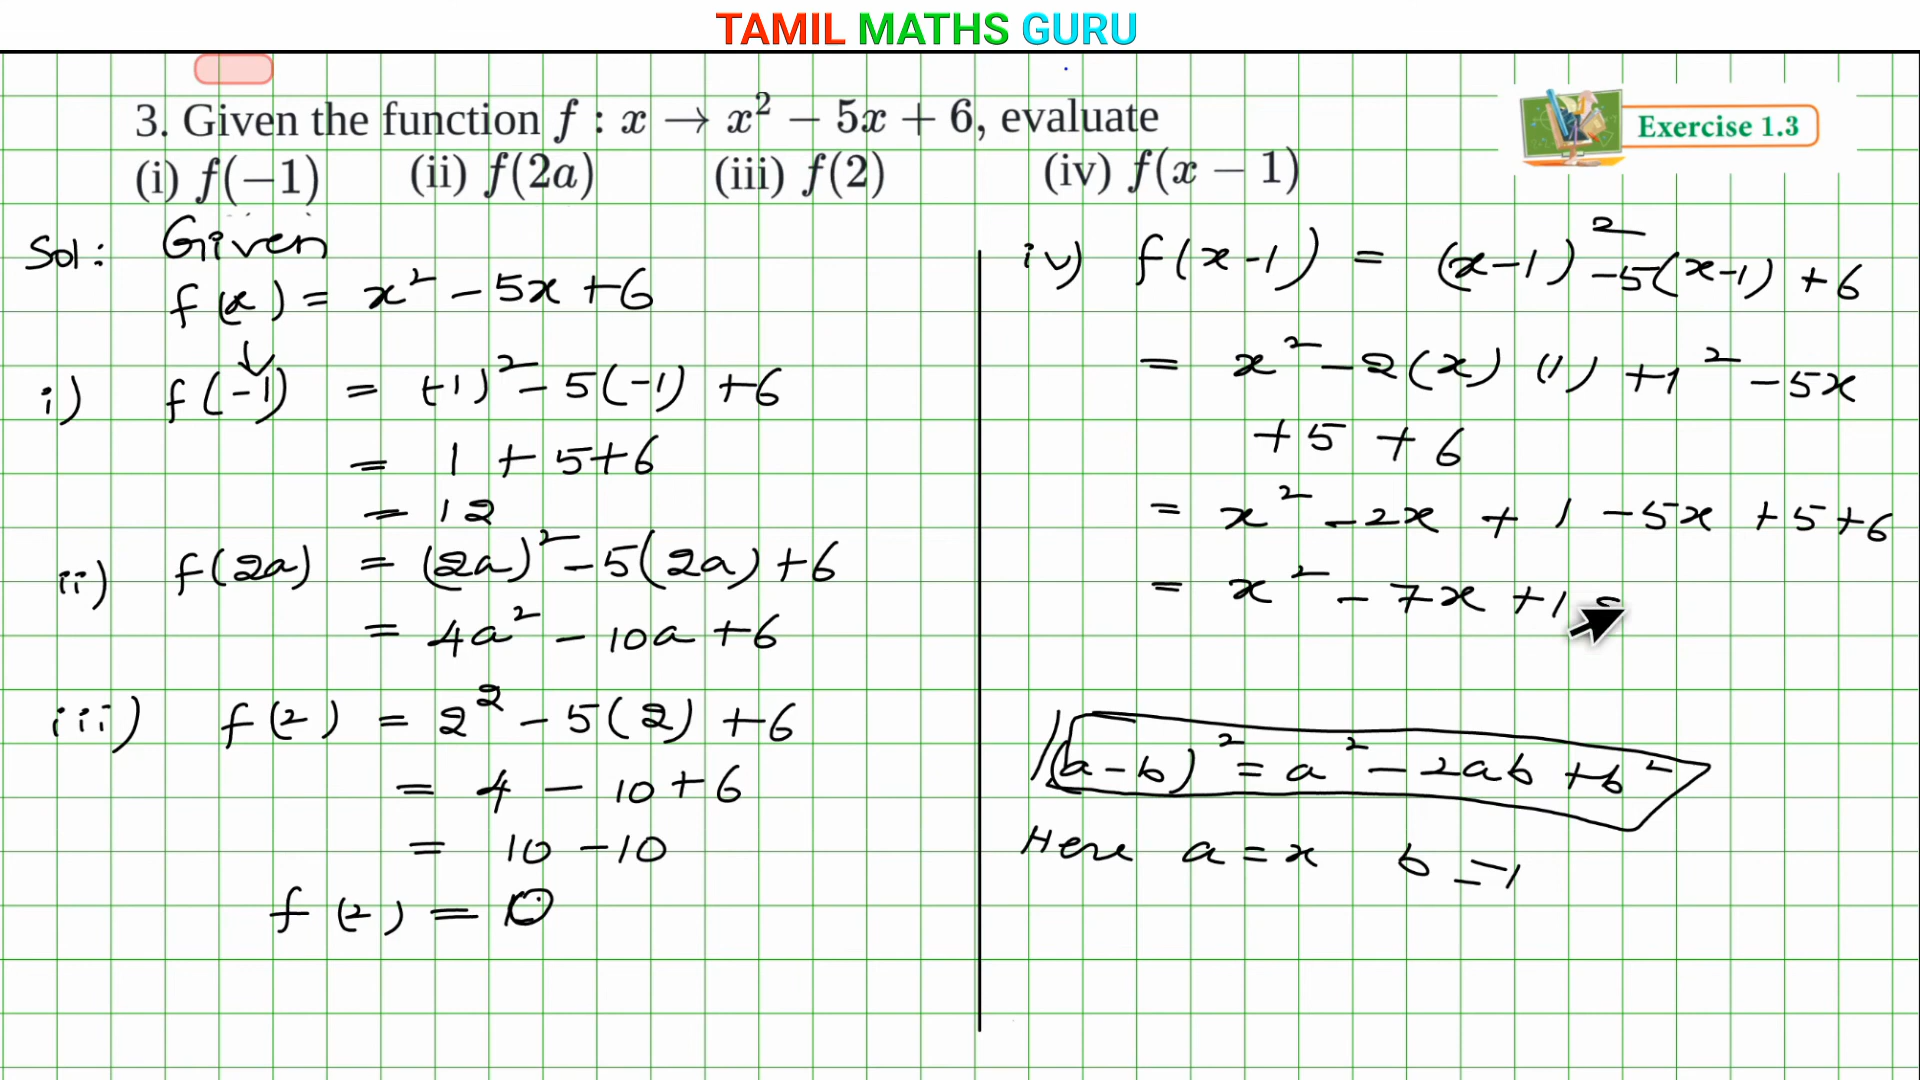 TAMIL MATHS GURU
3. Given the function f : x → x² − 5x + 6, evaluate
(i) f(−1) (ii) f(2a) (iii) f(2) (iv) f(x − 1)
Exercise 1.3
Sol: Given
f(x) = x² − 5x + 6
i) f(−1) = (−1)² − 5(−1) + 6
= 1 + 5 + 6
= 12
ii) f(2a) = (2a)² − 5(2a) + 6
= 4a² − 10a + 6
iii) f(2) = 2² − 5(2) + 6
= 4 − 10 + 6
= 10 − 10
f(2) = 0
iv) f(x−1) = (x−1)² − 5(x−1) + 6
= x² − 2(x)(1) + 1² − 5x
+ 5 + 6
= x² − 2x + 1 − 5x + 5 + 6
= x² − 7x + 1
(a−b)² = a² − 2ab + b²
Here a = x b = 1